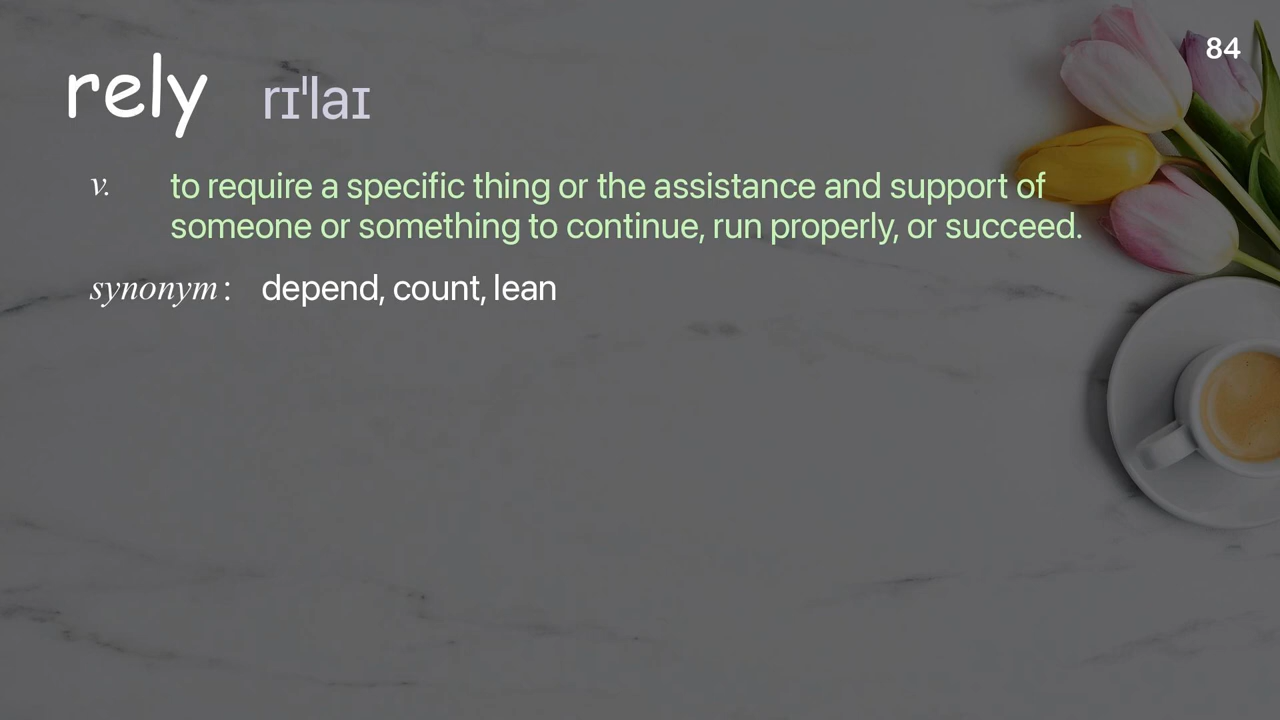 84
rely rɪˈlaɪ
v. to require a specific thing or the assistance and support of
someone or something to continue, run properly, or succeed.
synonym: depend, count, lean